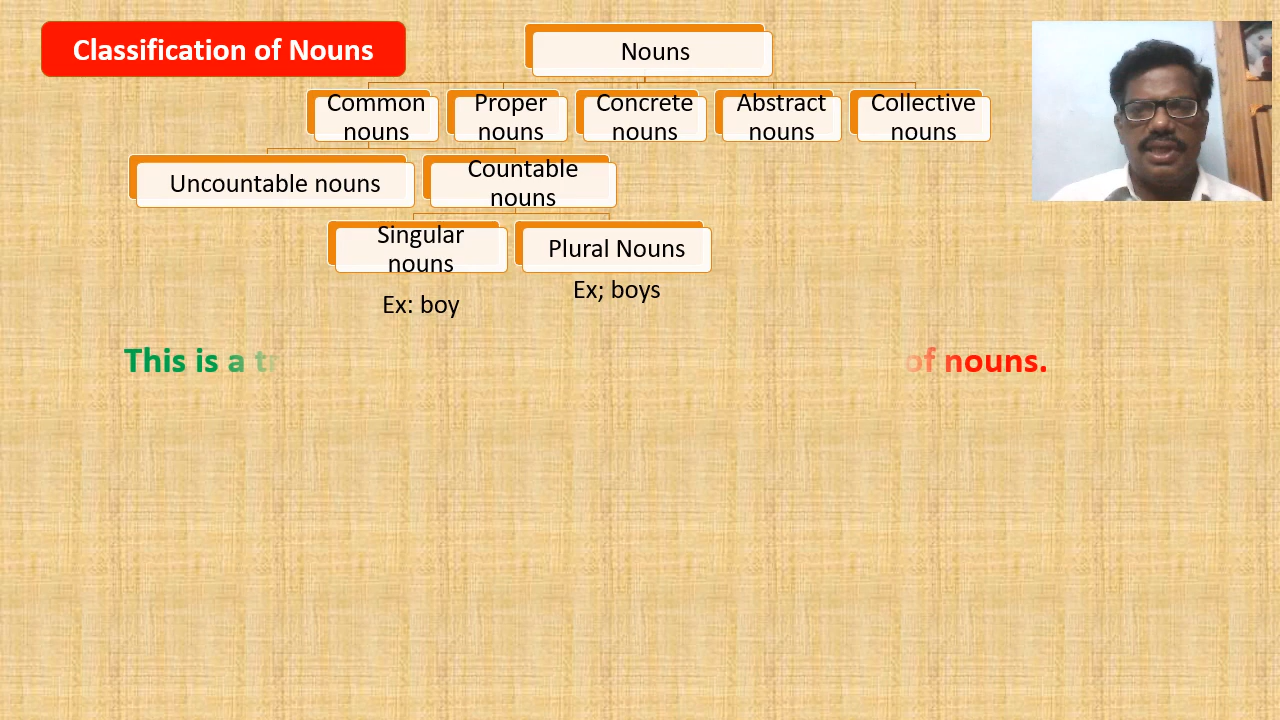 Classification of Nouns
Nouns
Common
nouns
Proper
nouns
Concrete
nouns
Abstract
nouns
Collective
nouns
Uncountable nouns
Countable
nouns
Singular
nouns
Plural Nouns
Ex: boy
Ex; boys
This is a
of nouns.